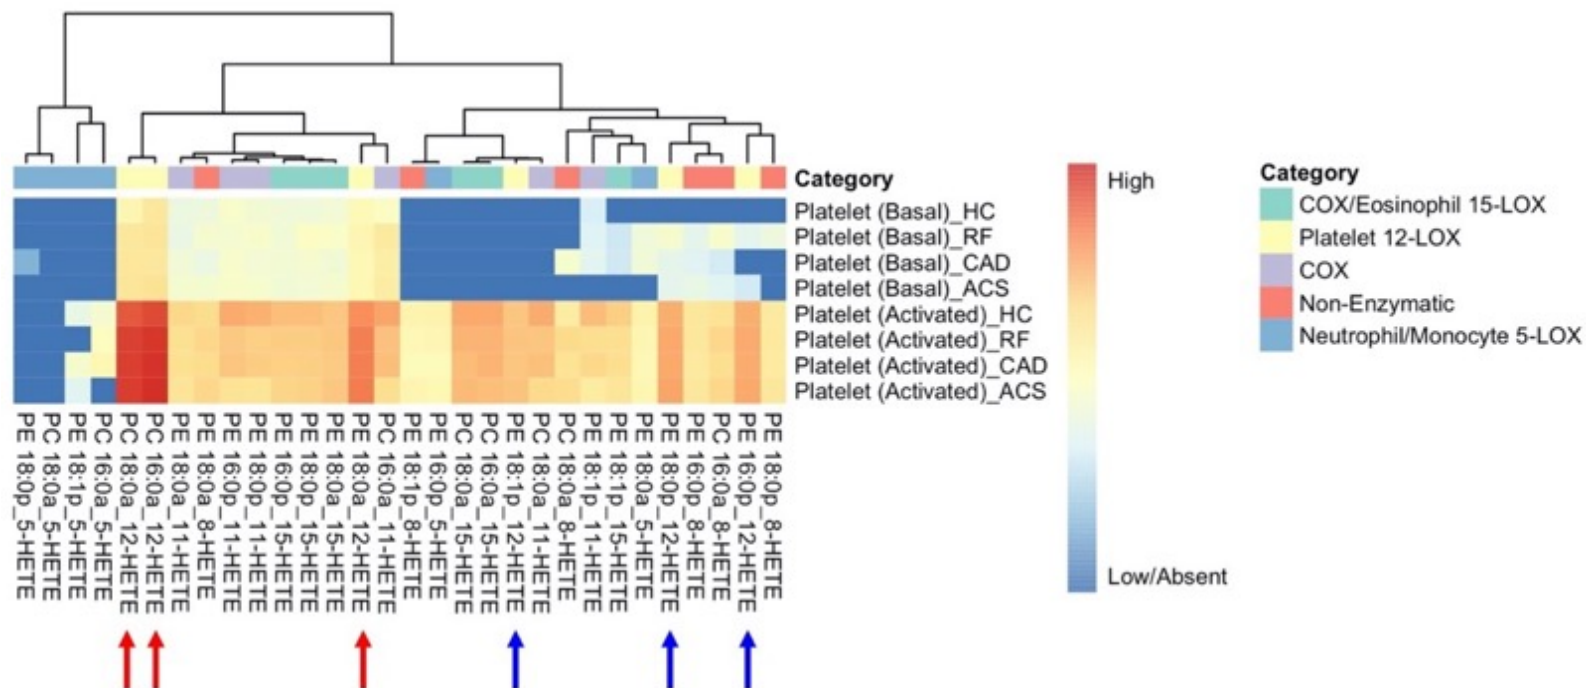 Category
Platelet (Basal)_HC
Platelet (Basal)_RF
Platelet (Basal)_CAD
Platelet (Basal)_ACS
Platelet (Activated)_HC
Platelet (Activated)_RF
Platelet (Activated)_CAD
Platelet (Activated)_ACS
PE 18:0p_5-HETE
PC 18:0a_5-HETE
PE 18:1p_5-HETE
PC 16:0a_5-HETE
PC 18:0a_12-HETE
PC 16:0a_12-HETE
PE 18:0a_11-HETE
PE 18:0a_8-HETE
PE 16:0p_11-HETE
PE 18:0p_11-HETE
PE 16:0p_15-HETE
PE 18:0p_15-HETE
PE 18:0a_15-HETE
PE 18:0a_12-HETE
PC 16:0a_11-HETE
PE 18:1p_8-HETE
PE 16:0p_5-HETE
PC 18:0a_15-HETE
PC 16:0a_15-HETE
PE 18:1p_12-HETE
PC 18:0a_11-HETE
PC 18:0a_8-HETE
PE 18:1p_11-HETE
PE 18:1p_15-HETE
PE 18:0a_5-HETE
PE 18:0p_12-HETE
PE 16:0p_8-HETE
PC 16:0a_8-HETE
PE 16:0p_12-HETE
PE 18:0p_8-HETE
High
Low/Absent
Category
COX/Eosinophil 15-LOX
Platelet 12-LOX
COX
Non-Enzymatic
Neutrophil/Monocyte 5-LOX